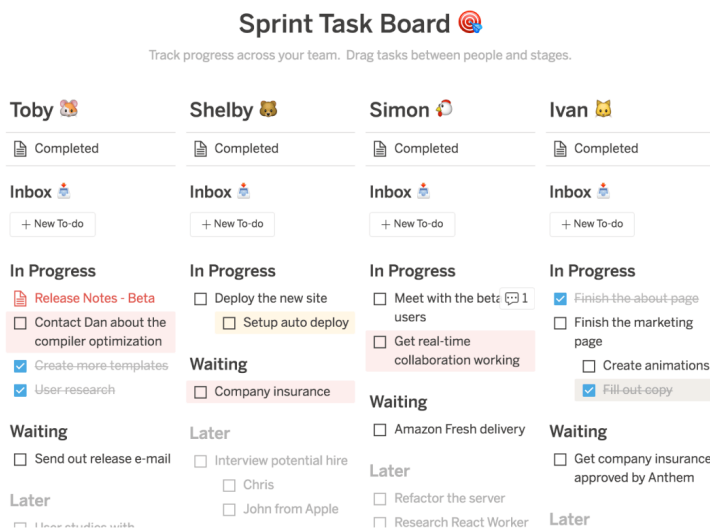 Sprint Task Board
Track progress across your team. Drag tasks between people and stages.
Toby
Completed
Inbox
+ New To-do
In Progress
Release Notes - Beta
Contact Dan about the
compiler optimization
Create more templates
User research
Waiting
Send out release e-mail
Later
User studies with
Shelby
Completed
Inbox
+ New To-do
In Progress
Deploy the new site
Setup auto deploy
Waiting
Company insurance
Later
Interview potential hire
Chris
John from Apple
Simon
Completed
Inbox
+ New To-do
In Progress
Meet with the beta 1
users
Get real-time
collaboration working
Waiting
Amazon Fresh delivery
Later
Refactor the server
Research React Worker
Ivan
Completed
Inbox
+ New To-do
In Progress
Finish the about page
Finish the marketing
page
Create animations
Fill out copy
Waiting
Get company insurance
approved by Anthem
Later